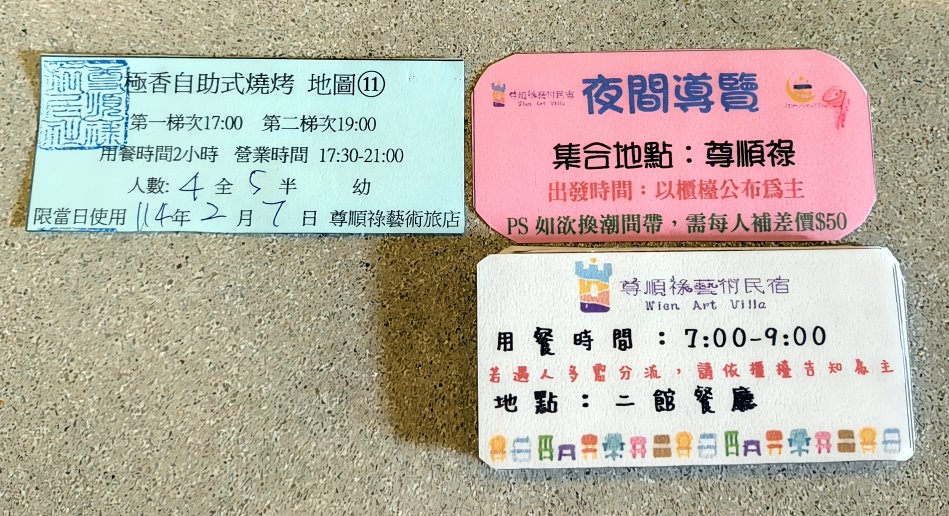 極香自助式燒烤 地圖⑪
第一梯次17:00 第二梯次19:00
用餐時間2小時 營業時間 17:30-21:00
人數: 4 全 5 半 幼
限當日使用 114年 2 月 7 日 尊順祿藝術旅店
尊順祿藝術民宿
Wien Art Villa
夜間導覽
集合地點：尊順祿
出發時間：以櫃檯公布為主
PS 如欲換潮間帶，需每人補差價$50
尊順祿藝術民宿
Wien Art Villa
用餐時間：7:00-9:00
若遇人多需分流，請依櫃檯告知為主
地點：二館餐廳